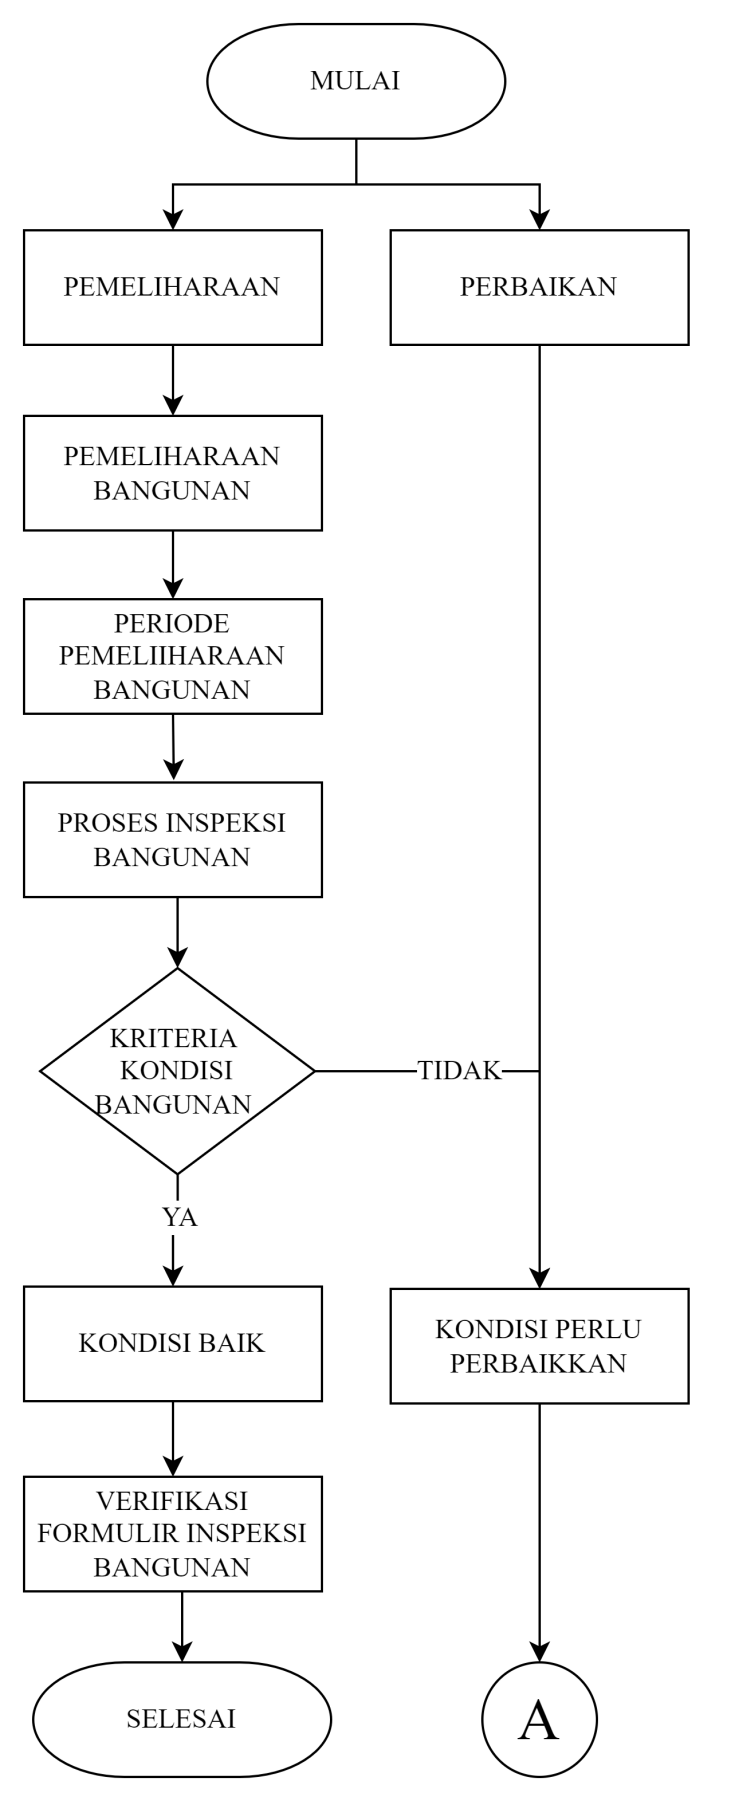 MULAI
PEMELIHARAAN
PERBAIKAN
PEMELIHARAAN
BANGUNAN
PERIODE
PEMELIIHARAAN
BANGUNAN
PROSES INSPEKSI
BANGUNAN
KRITERIA
KONDISI
BANGUNAN
TIDAK
YA
KONDISI BAIK
KONDISI PERLU
PERBAIKKAN
VERIFIKASI
FORMULIR INSPEKSI
BANGUNAN
SELESAI
A